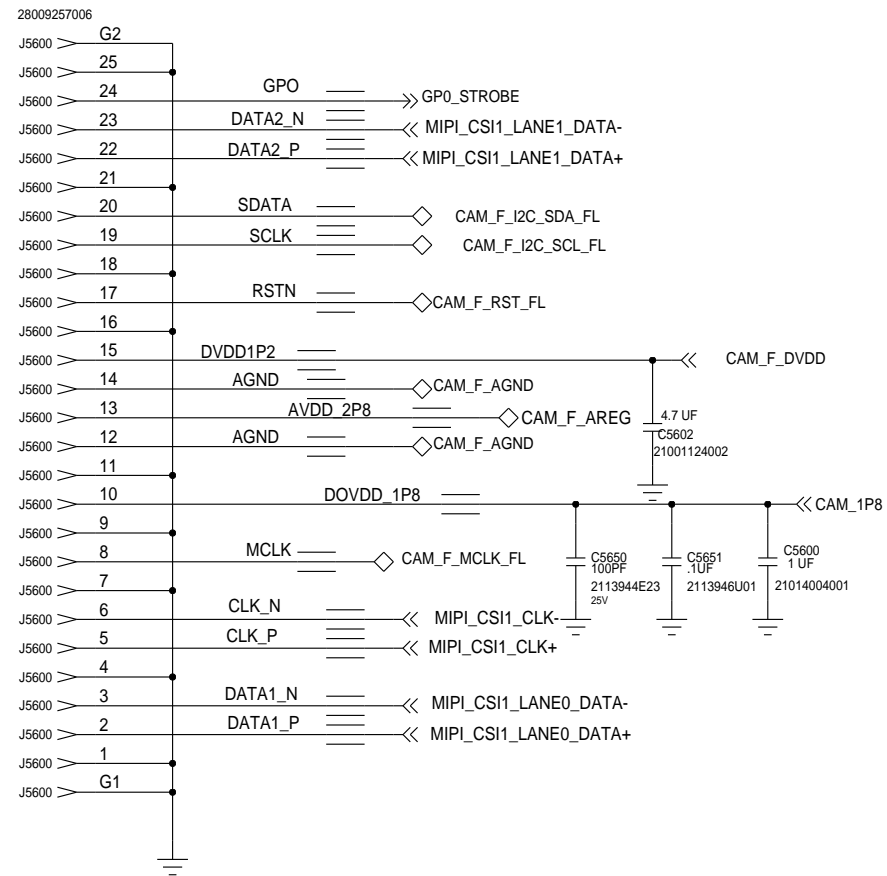 28009257006
J5600 G2
J5600 25
J5600 24 GPO GP0_STROBE
J5600 23 DATA2_N MIPI_CSI1_LANE1_DATA-
J5600 22 DATA2_P MIPI_CSI1_LANE1_DATA+
J5600 21
J5600 20 SDATA CAM_F_I2C_SDA_FL
J5600 19 SCLK CAM_F_I2C_SCL_FL
J5600 18
J5600 17 RSTN CAM_F_RST_FL
J5600 16
J5600 15 DVDD1P2 CAM_F_DVDD
J5600 14 AGND CAM_F_AGND
J5600 13 AVDD_2P8 CAM_F_AREG
4.7 UF
C5602
21001124002
J5600 12 AGND CAM_F_AGND
J5600 11
J5600 10 DOVDD_1P8 CAM_1P8
J5600 9
J5600 8 MCLK CAM_F_MCLK_FL
C5650
100PF
2113944E23
25V
C5651
.1UF
2113946U01
C5600
1 UF
21014004001
J5600 7
J5600 6 CLK_N MIPI_CSI1_CLK-
J5600 5 CLK_P MIPI_CSI1_CLK+
J5600 4
J5600 3 DATA1_N MIPI_CSI1_LANE0_DATA-
J5600 2 DATA1_P MIPI_CSI1_LANE0_DATA+
J5600 1
J5600 G1